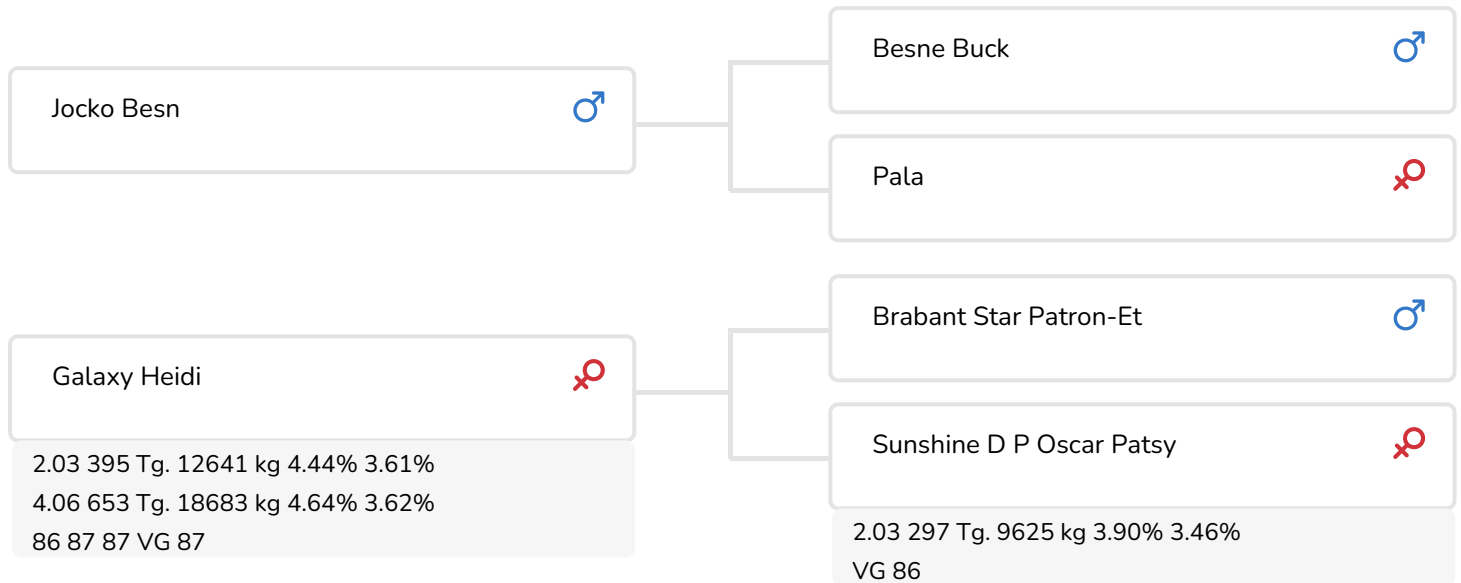 Besne Buck
Jocko Besn
Pala
Brabant Star Patron-Et
Galaxy Heidi
Sunshine D P Oscar Patsy
2.03 395 Tg. 12641 kg 4.44% 3.61%
4.06 653 Tg. 18683 kg 4.64% 3.62%
86 87 87 VG 87
2.03 297 Tg. 9625 kg 3.90% 3.46%
VG 86